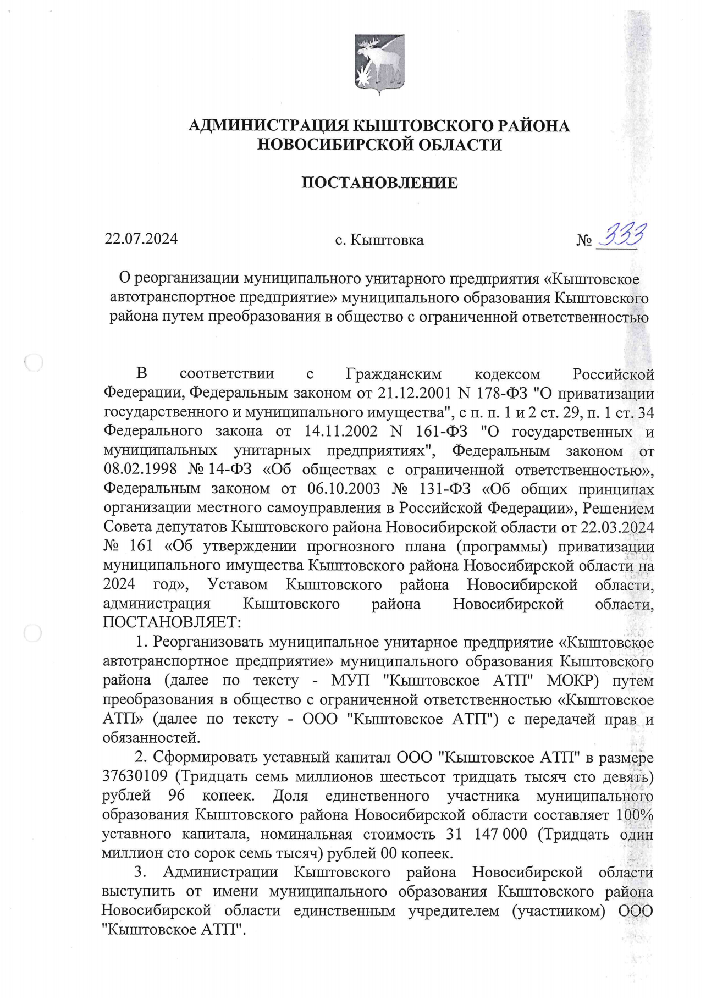 АДМИНИСТРАЦИЯ КЫШТОВСКОГО РАЙОНА
НОВОСИБИРСКОЙ ОБЛАСТИ
ПОСТАНОВЛЕНИЕ
22.07.2024 с. Кыштовка № 333
О реорганизации муниципального унитарного предприятия «Кыштовское
автотранспортное предприятие» муниципального образования Кыштовского
района путем преобразования в общество с ограниченной ответственностью
В соответствии с Гражданским кодексом Российской
Федерации, Федеральным законом от 21.12.2001 N 178-ФЗ "О приватизации
государственного и муниципального имущества", с п. п. 1 и 2 ст. 29, п. 1 ст. 34
Федерального закона от 14.11.2002 N 161-ФЗ "О государственных и
муниципальных унитарных предприятиях", Федеральным законом от
08.02.1998 № 14-ФЗ «Об обществах с ограниченной ответственностью»,
Федеральным законом от 06.10.2003 № 131-ФЗ «Об общих принципах
организации местного самоуправления в Российской Федерации», Решением
Совета депутатов Кыштовского района Новосибирской области от 22.03.2024
№ 161 «Об утверждении прогнозного плана (программы) приватизации
муниципального имущества Кыштовского района Новосибирской области на
2024 год», Уставом Кыштовского района Новосибирской области,
администрация Кыштовского района Новосибирской области,
ПОСТАНОВЛЯЕТ:
1. Реорганизовать муниципальное унитарное предприятие «Кыштовское
автотранспортное предприятие» муниципального образования Кыштовского
района (далее по тексту - МУП "Кыштовское АТП" МОКР) путем
преобразования в общество с ограниченной ответственностью «Кыштовское
АТП» (далее по тексту - ООО "Кыштовское АТП") с передачей прав и
обязанностей.
2. Сформировать уставный капитал ООО "Кыштовское АТП" в размере
37630109 (Тридцать семь миллионов шестьсот тридцать тысяч сто девять)
рублей 96 копеек. Доля единственного участника муниципального
образования Кыштовского района Новосибирской области составляет 100%
уставного капитала, номинальная стоимость 31 147 000 (Тридцать один
миллион сто сорок семь тысяч) рублей 00 копеек.
3. Администрации Кыштовского района Новосибирской области
выступить от имени муниципального образования Кыштовского района
Новосибирской области единственным учредителем (участником) ООО
"Кыштовское АТП".